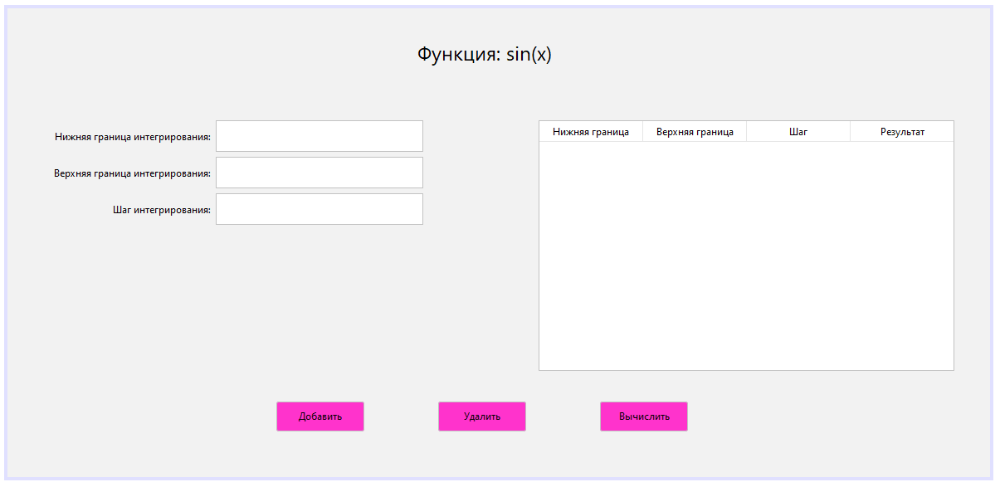 Функция: sin(x)
Нижняя граница интегрирования:
Верхняя граница интегрирования:
Шаг интегрирования:
Нижняя граница Верхняя граница Шаг Результат
Добавить Удалить Вычислить